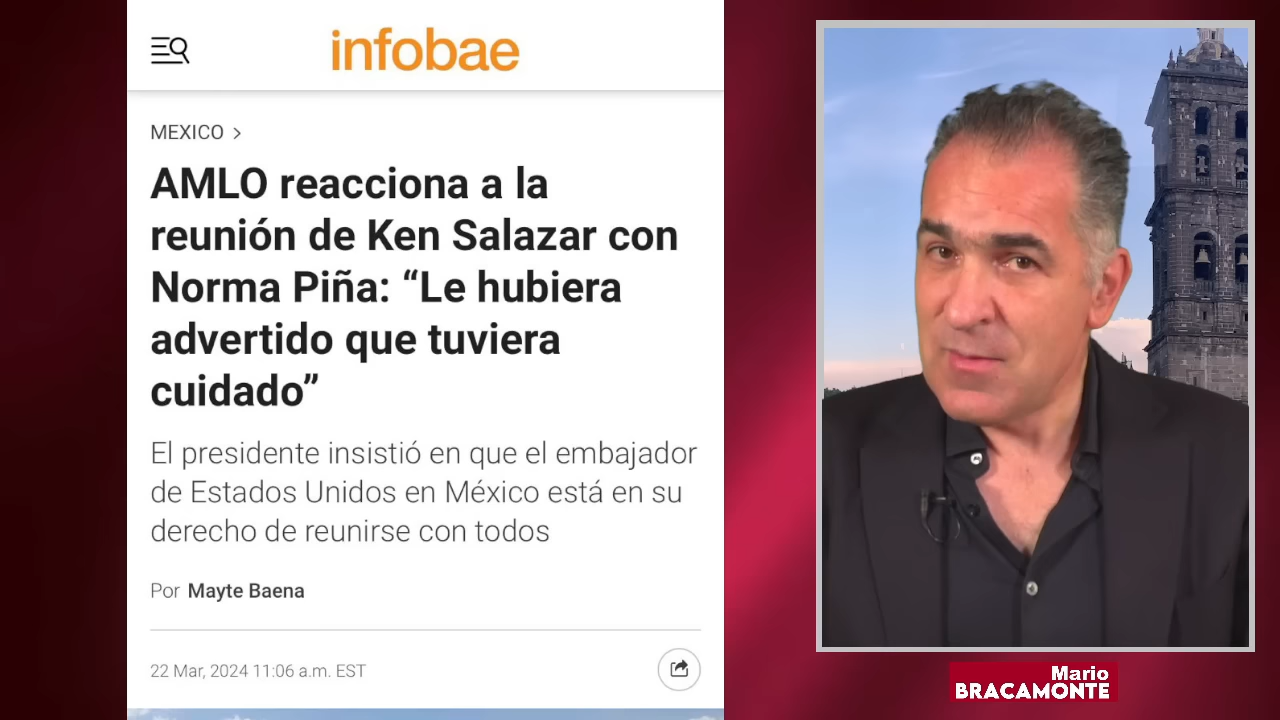 infobae
MEXICO >
AMLO reacciona a la
reunión de Ken Salazar con
Norma Piña: “Le hubiera
advertido que tuviera
cuidado”
El presidente insistió en que el embajador
de Estados Unidos en México está en su
derecho de reunirse con todos
Por Mayte Baena
22 Mar, 2024 11:06 a.m. EST
Mario
BRACAMONTE